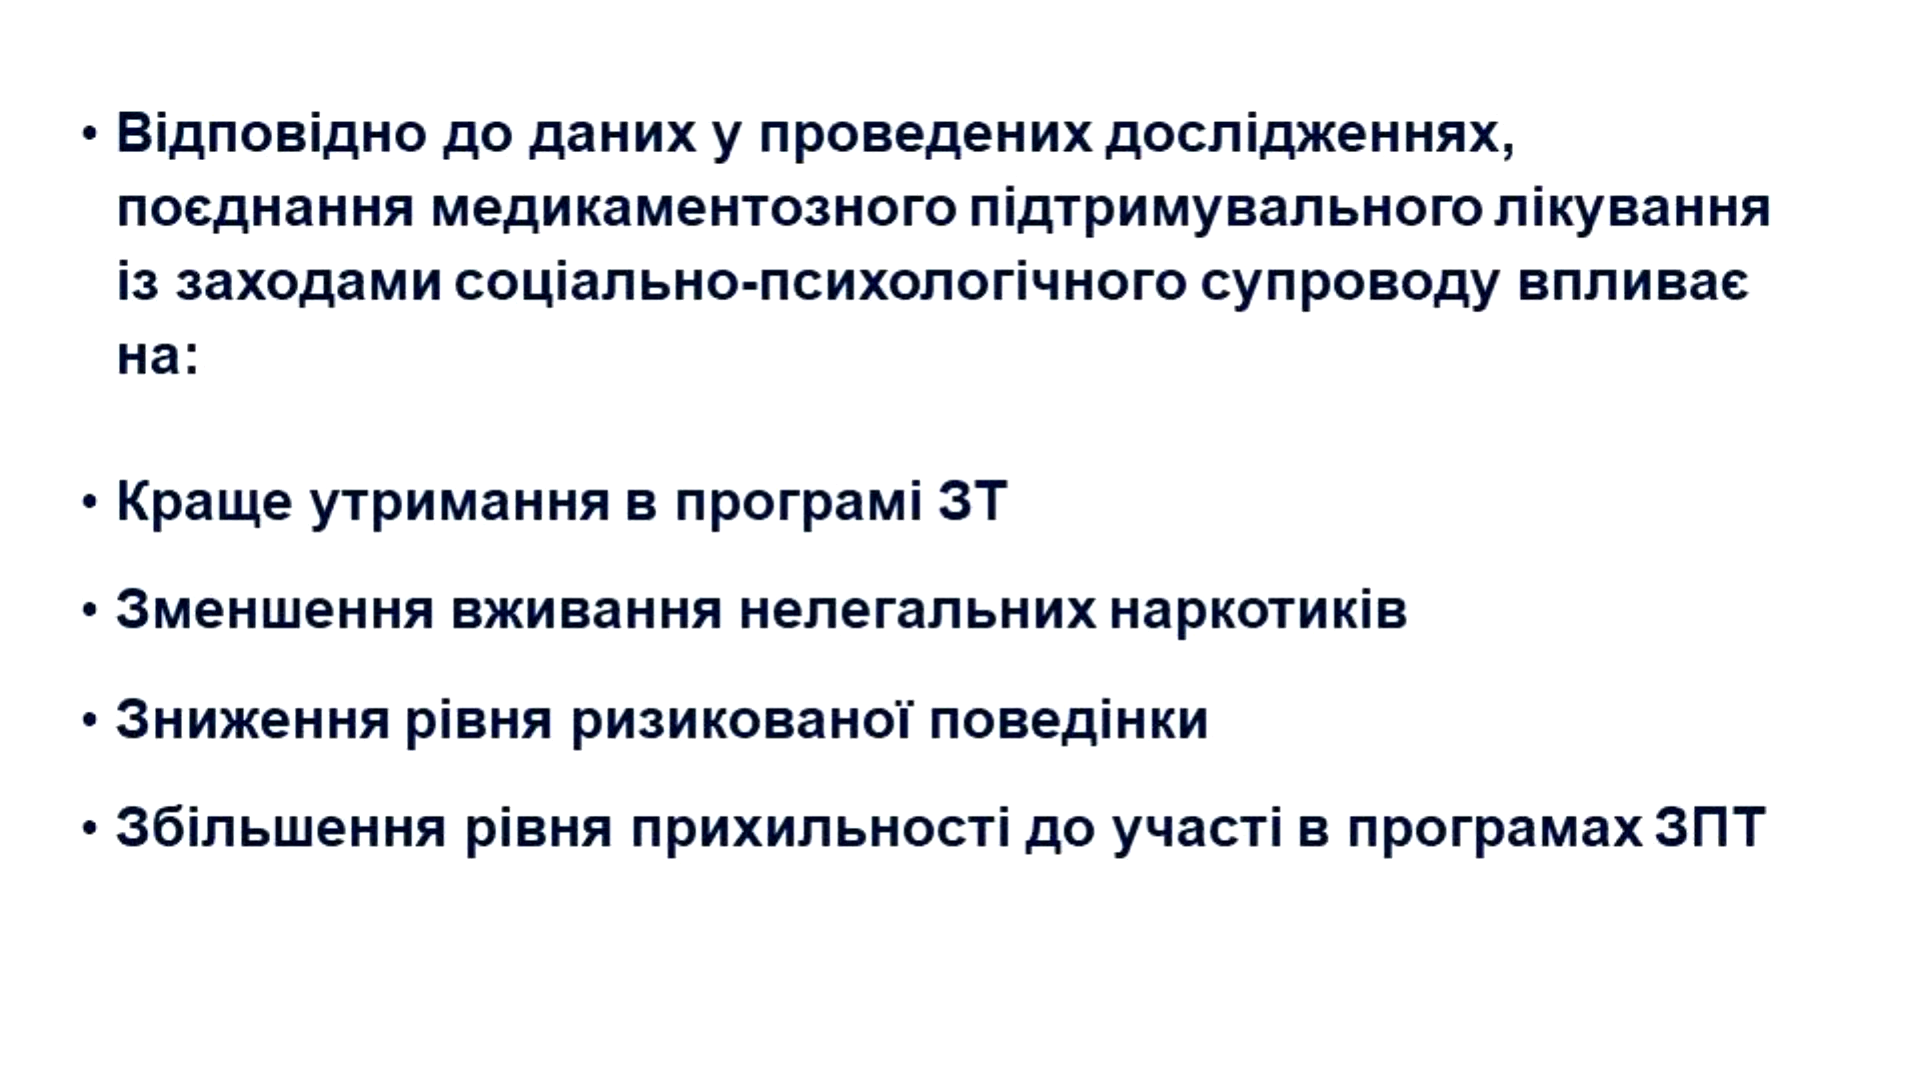 • Відповідно до даних у проведених дослідженнях,
поєднання медикаментозного підтримувального лікування
із заходами соціально-психологічного супроводу впливає
на:
• Краще утримання в програмі ЗТ
• Зменшення вживання нелегальних наркотиків
• Зниження рівня ризикованої поведінки
• Збільшення рівня прихильності до участі в програмах ЗПТ